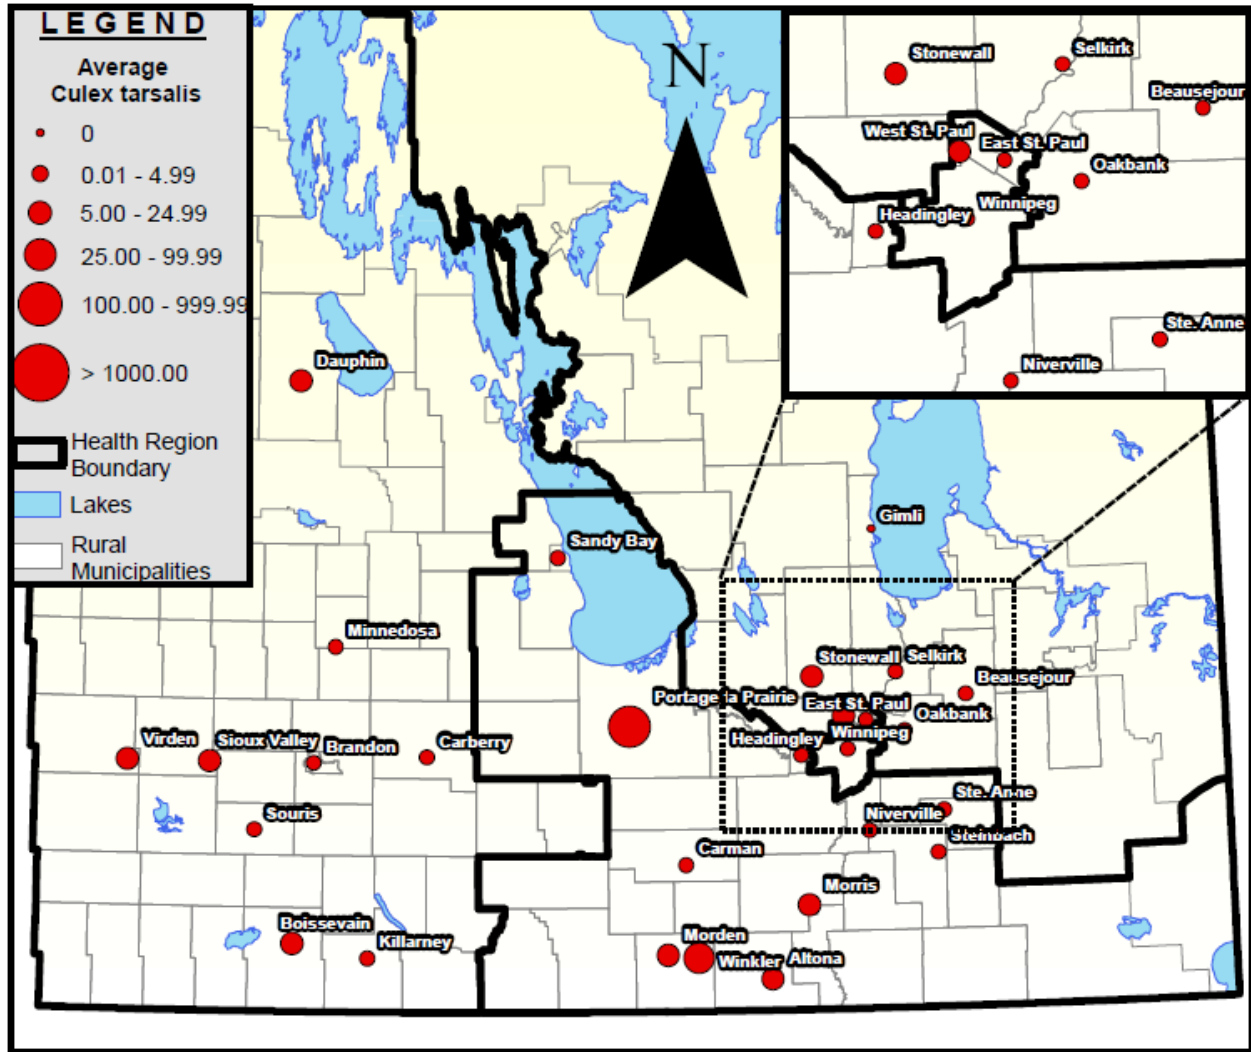 LEGEND
Average
Culex tarsalis
0
0.01 - 4.99
5.00 - 24.99
25.00 - 99.99
100.00 - 999.99
> 1000.00
Health Region
Boundary
Lakes
Rural
Municipalities
N
Stonewall
Selkirk
Beausejour
West St. Paul
East St. Paul
Oakbank
Winnipeg
Headingley
Ste. Anne
Niverville
Dauphin
Gimli
Sandy Bay
Minnedosa
Stonewall
Selkirk
Beausejour
Portage la Prairie
East St. Paul
Oakbank
Headingley
Winnipeg
Virden
Sioux Valley
Brandon
Carberry
Ste. Anne
Souris
Niverville
Steinbach
Carman
Morris
Boissevain
Killarney
Morden
Winkler
Altona